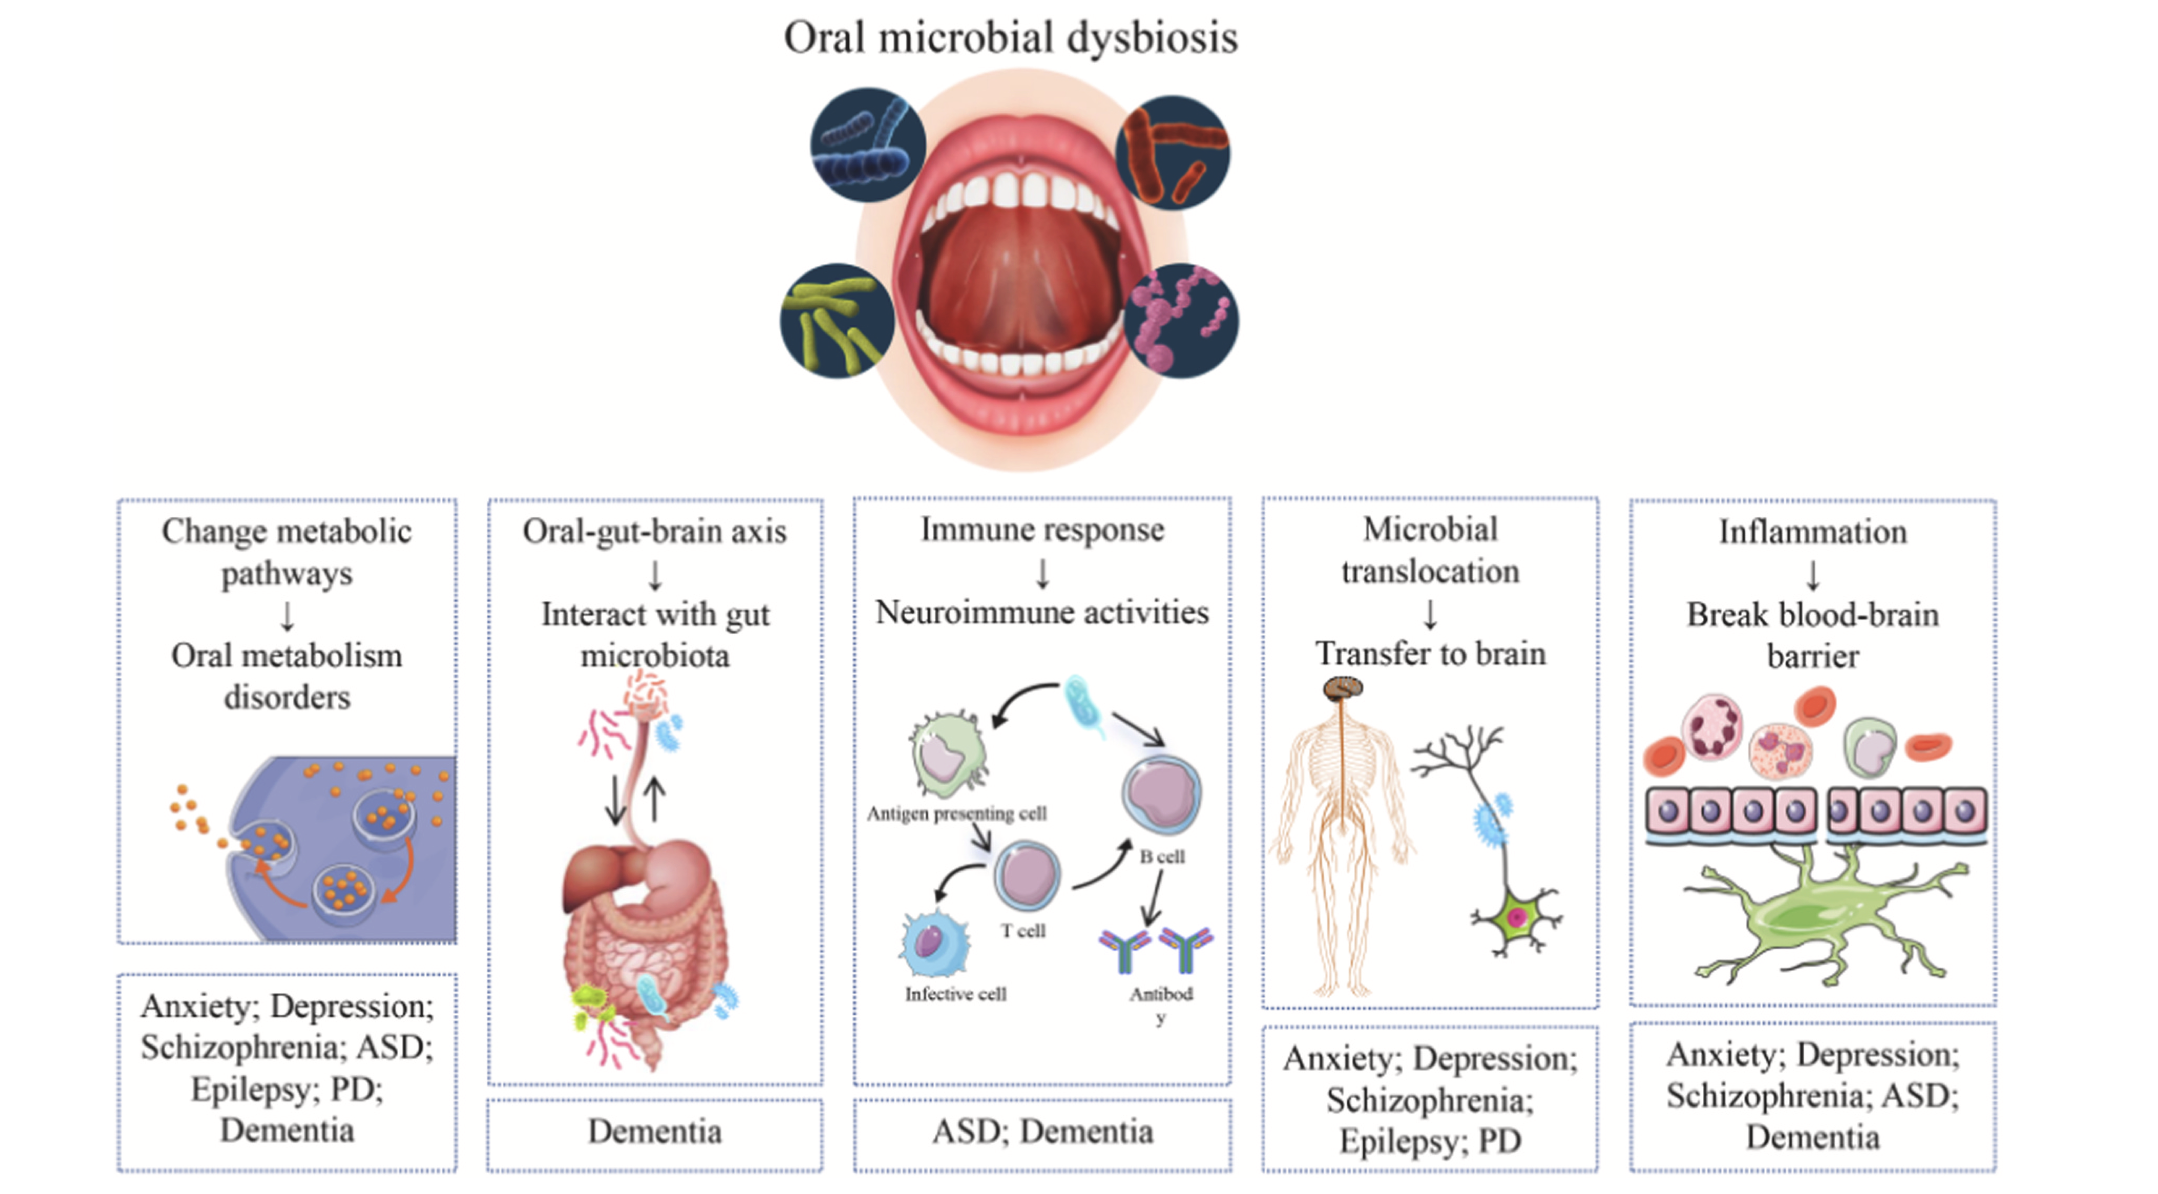 Oral microbial dysbiosis
Change metabolic
pathways
↓
Oral metabolism
disorders
Anxiety; Depression;
Schizophrenia; ASD;
Epilepsy; PD;
Dementia
Oral-gut-brain axis
↓
Interact with gut
microbiota
Dementia
Immune response
↓
Neuroimmune activities
Antigen presenting cell
B cell
T cell
Infective cell
Antibod
y
ASD; Dementia
Microbial
translocation
↓
Transfer to brain
Anxiety; Depression;
Schizophrenia;
Epilepsy; PD
Inflammation
↓
Break blood-brain
barrier
Anxiety; Depression;
Schizophrenia; ASD;
Dementia